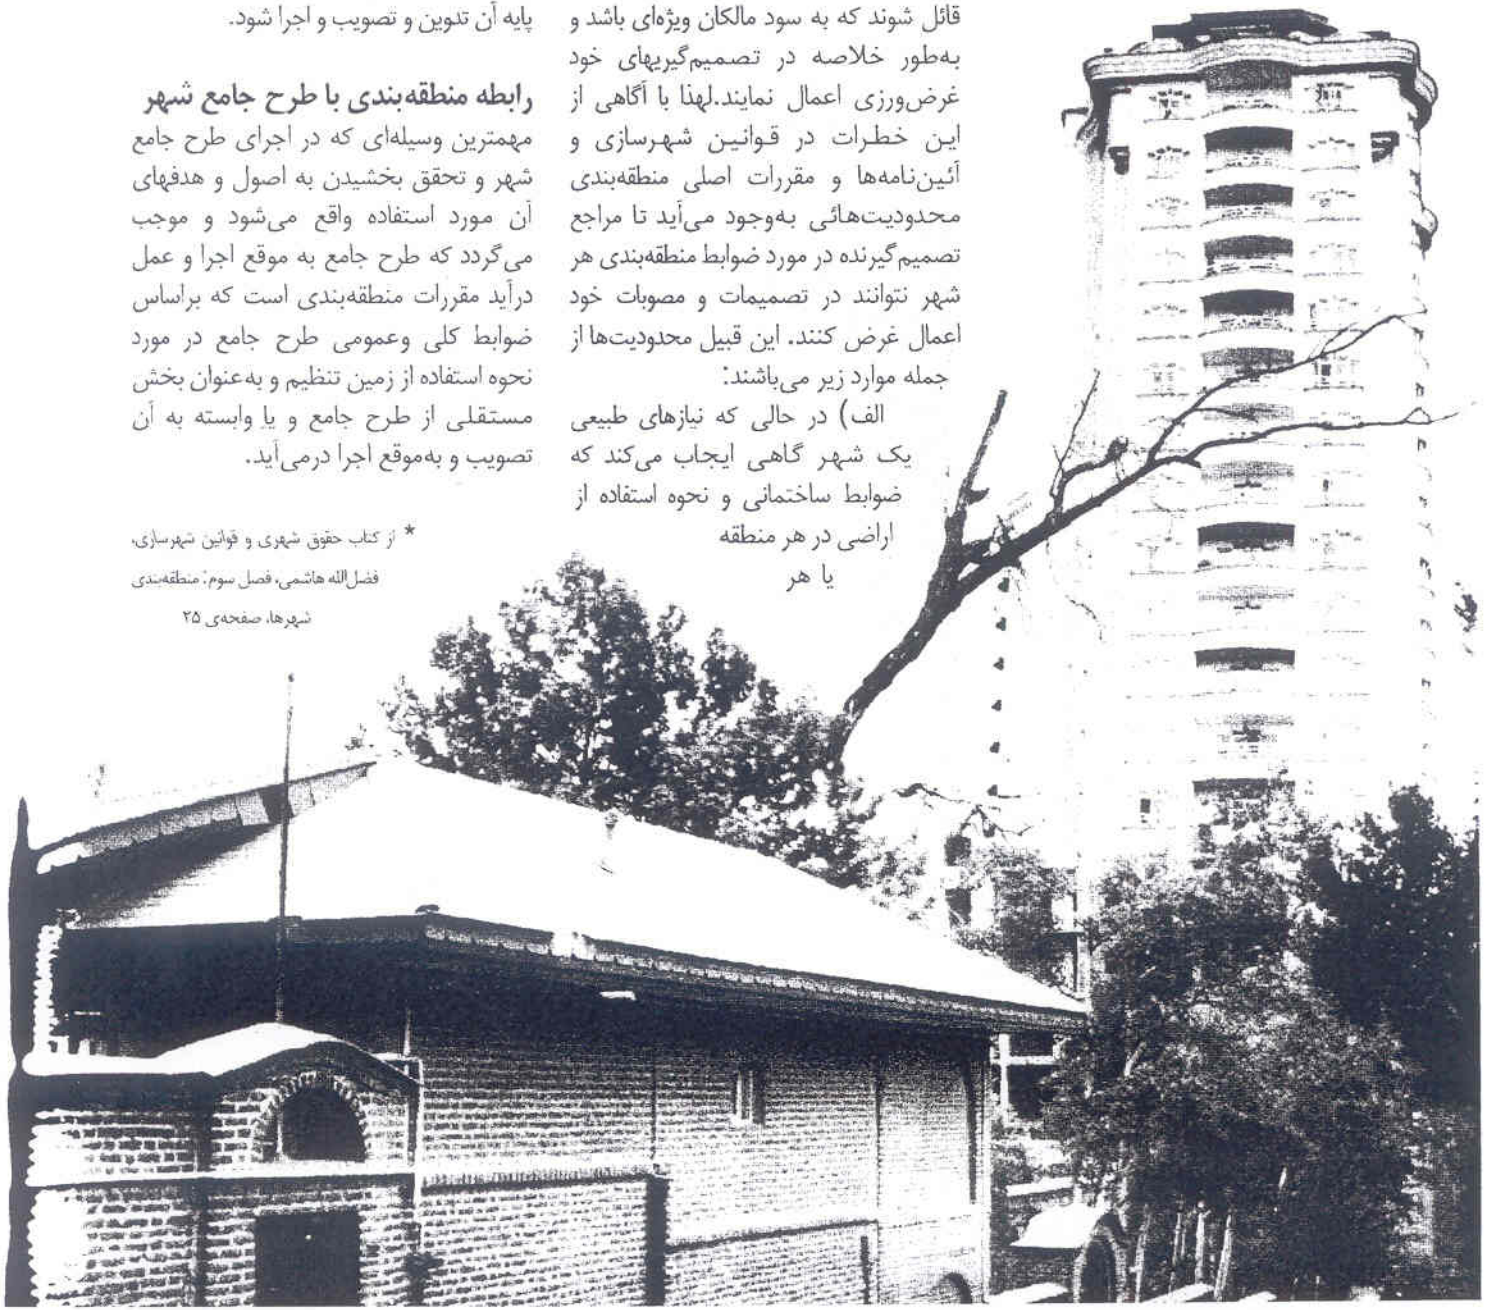 قائل شوند که به سود مالکان ویژه‌ای باشد و
به‌طور خلاصه در تصمیم‌گیریهای خود
غرض‌ورزی اعمال نمایند.لهذا با آگاهی از
این خطرات در قوانین شهرسازی و
آئین‌نامه‌ها و مقررات اصلی منطقه‌بندی
محدودیت‌هائی به‌وجود می‌آید تا مراجع
تصمیم‌گیرنده در مورد ضوابط منطقه‌بندی هر
شهر نتوانند در تصمیمات و مصوبات خود
اعمال غرض کنند. این قبیل محدودیت‌ها از
جمله موارد زیر می‌باشند:
الف) در حالی که نیازهای طبیعی
یک شهر گاهی ایجاب می‌کند که
ضوابط ساختمانی و نحوه استفاده از
اراضی در هر منطقه
یا هر
پایه آن تدوین و تصویب و اجرا شود.
رابطه منطقه‌بندی با طرح جامع شهر
مهمترین وسیله‌ای که در اجرای طرح جامع
شهر و تحقق بخشیدن به اصول و هدفهای
آن مورد استفاده واقع می‌شود و موجب
می‌گردد که طرح جامع به موقع اجرا و عمل
درآید مقررات منطقه‌بندی است که براساس
ضوابط کلی وعمومی طرح جامع در مورد
نحوه استفاده از زمین تنظیم و به‌عنوان بخش
مستقلی از طرح جامع و یا وابسته به آن
تصویب و به‌موقع اجرا درمی‌آید.
* از کتاب حقوق شهری و قوانین شهرسازی،
فضل‌الله هاشمی، فصل سوم: منطقه‌بندی
شهرها، صفحه‌ی ۲۵